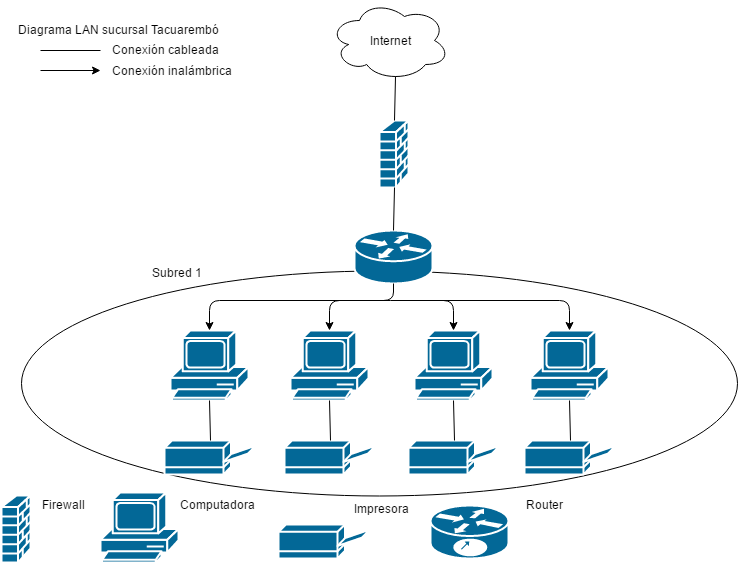 Diagrama LAN sucursal Tacuarembó
Conexión cableada
Conexión inalámbrica
Internet
Subred 1
Firewall
Computadora
Impresora
Router